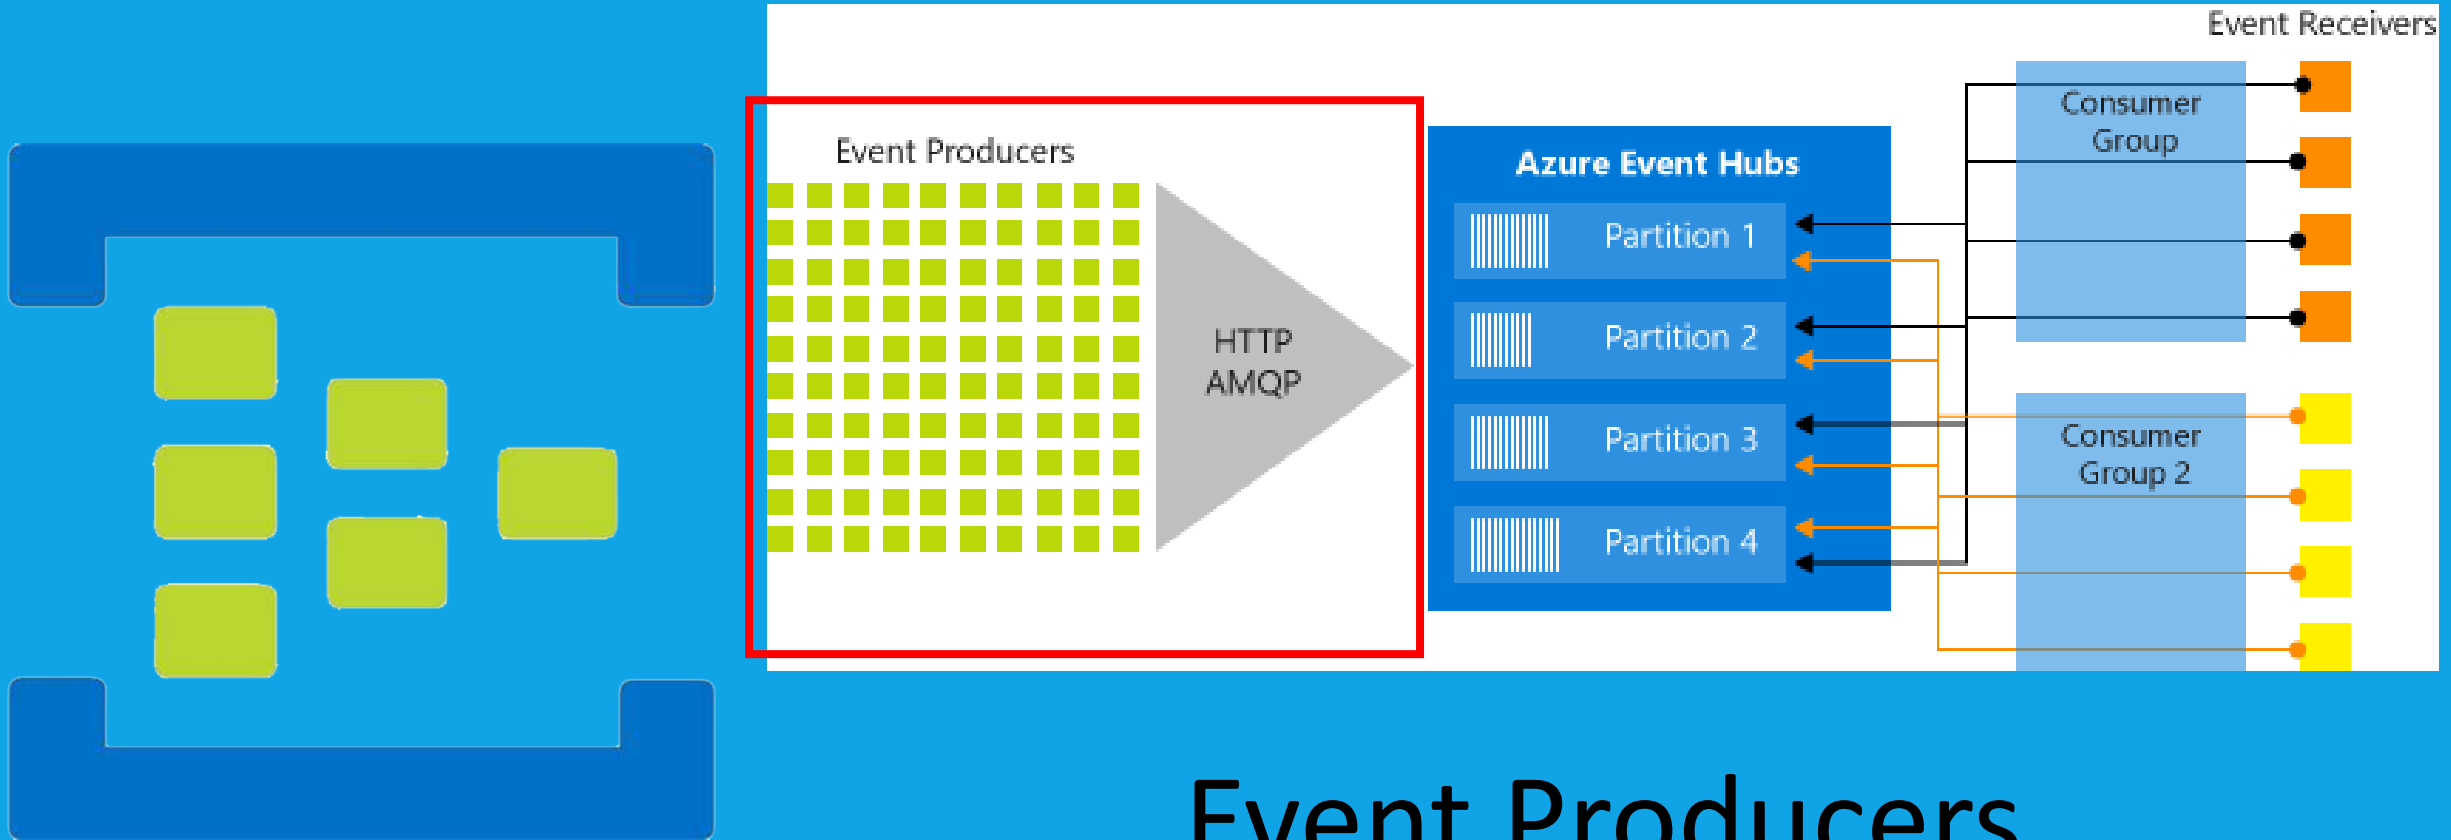 Event Receivers
Event Producers
HTTP
AMQP
Azure Event Hubs
Partition 1
Partition 2
Partition 3
Partition 4
Consumer
Group
Consumer
Group 2
Event Producers